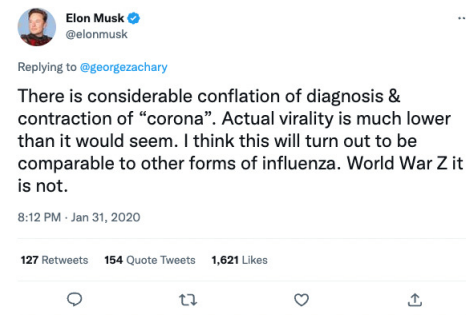 Elon Musk
@elonmusk
Replying to @georgezachary
There is considerable conflation of diagnosis &
contraction of “corona”. Actual virality is much lower
than it would seem. I think this will turn out to be
comparable to other forms of influenza. World War Z it
is not.
8:12 PM · Jan 31, 2020
127 Retweets 154 Quote Tweets 1,621 Likes